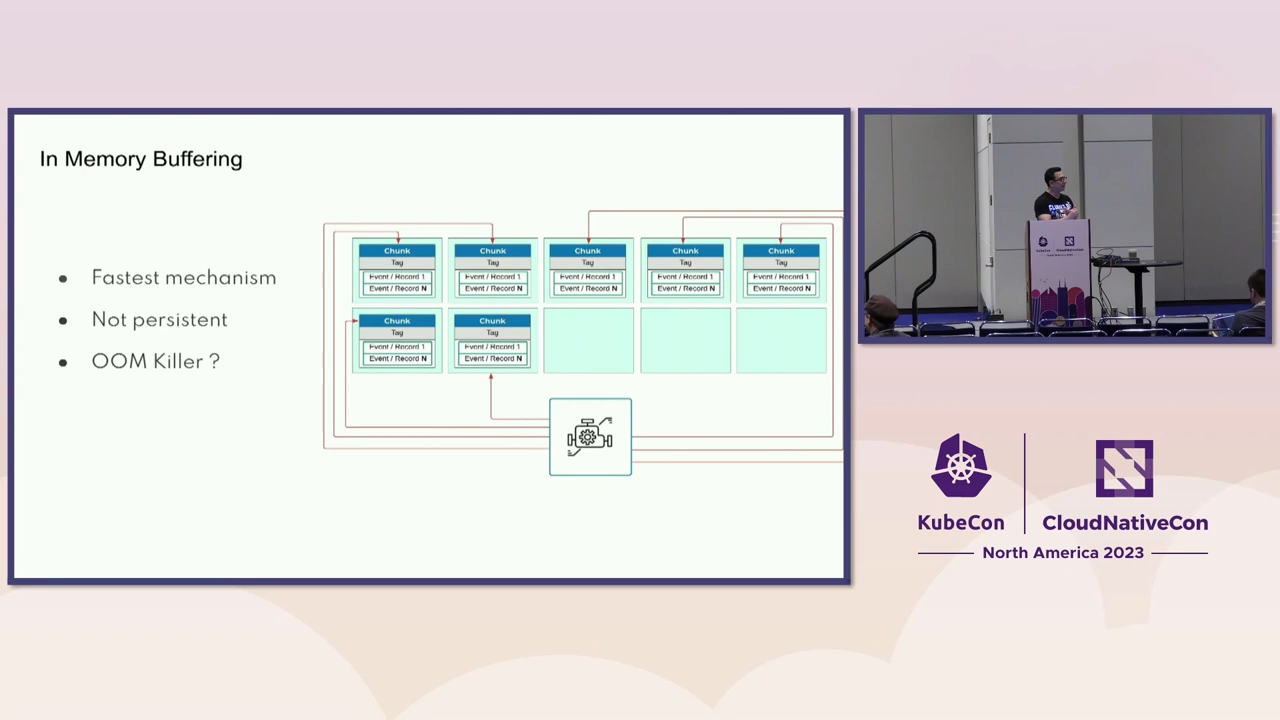 In Memory Buffering
● Fastest mechanism
● Not persistent
● OOM Killer ?
Chunk
Tag
Event / Record 1
Event / Record N
Chunk
Tag
Event / Record 1
Event / Record N
Chunk
Tag
Event / Record 1
Event / Record N
Chunk
Tag
Event / Record 1
Event / Record N
Chunk
Tag
Event / Record 1
Event / Record N
Chunk
Tag
Event / Record 1
Event / Record N
Chunk
Tag
Event / Record 1
Event / Record N
KubeCon
CloudNativeCon
North America 2023